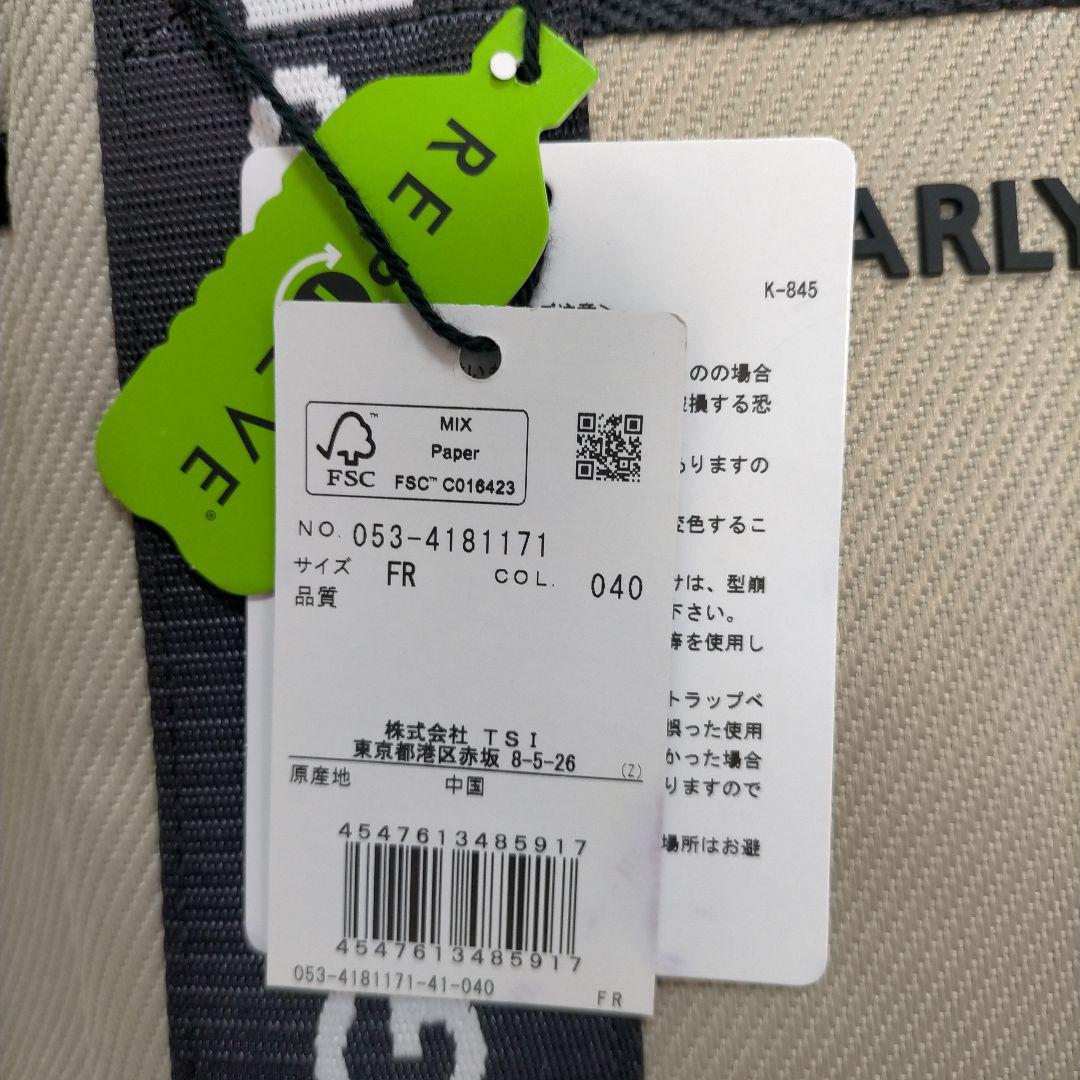 RE
VE®
ARLY
K-845
のの場合
損する恐
ありますの
変色するこ
けは、型崩
下さい。
等を使用し
トラップベ
誤った使用
かった場合
りますので
場所はお避
FSC™
MIX
Paper
FSC™ C016423
NO. 053-4181171
サイズ FR COL. 040
品質
株式会社 TSI
東京都港区赤坂 8-5-26 (Z)
原産地 中国
4547613485917
4547613485917
053-4181171-41-040 FR
G